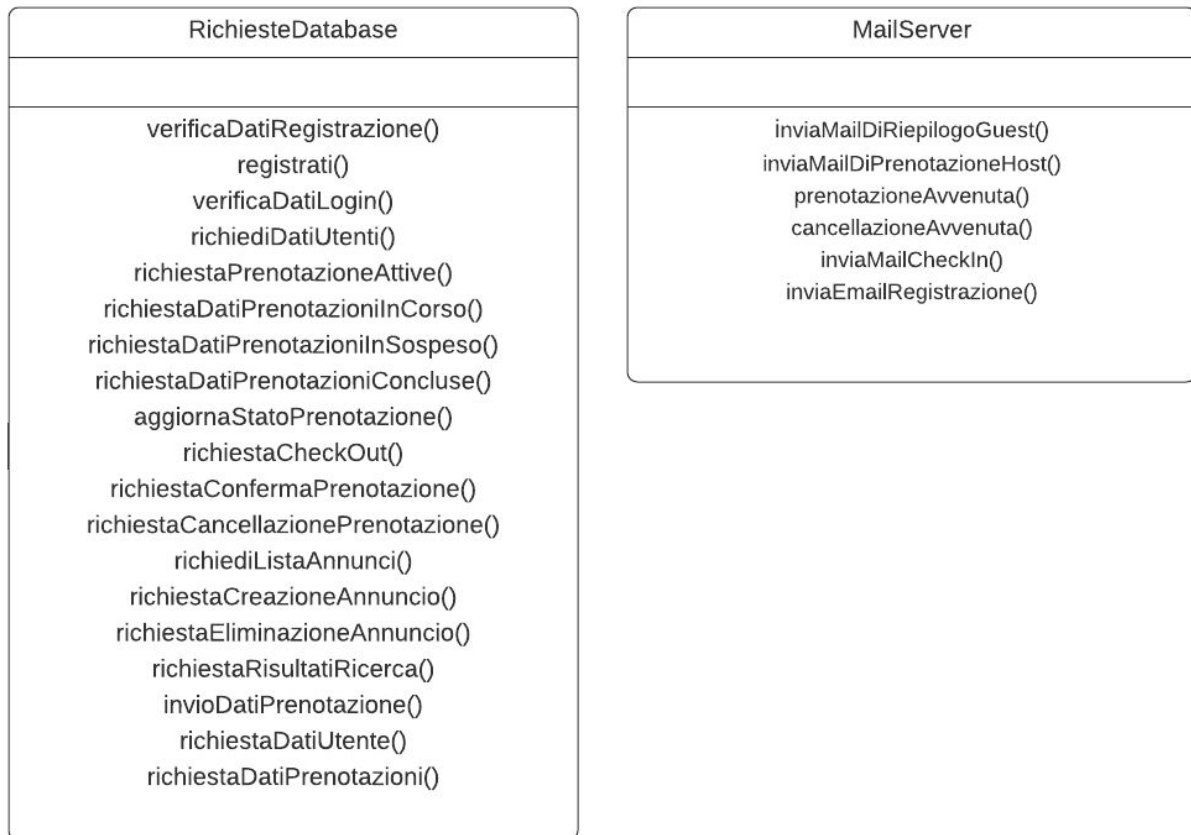 RichiesteDatabase
verificaDatiRegistrazione()
registrati()
verificaDatiLogin()
richiediDatiUtenti()
richiestaPrenotazioneAttive()
richiestaDatiPrenotazioniInCorso()
richiestaDatiPrenotazioniInSospeso()
richiestaDatiPrenotazioniConcluse()
aggiornaStatoPrenotazione()
richiestaCheckOut()
richiestaConfermaPrenotazione()
richiestaCancellazionePrenotazione()
richiediListaAnnunci()
richiestaCreazioneAnnuncio()
richiestaEliminazioneAnnuncio()
richiestaRisultatiRicerca()
invioDatiPrenotazione()
richiestaDatiUtente()
richiestaDatiPrenotazioni()
MailServer
inviaMailDiRiepilogoGuest()
inviaMailDiPrenotazioneHost()
prenotazioneAvvenuta()
cancellazioneAvvenuta()
inviaMailCheckIn()
inviaEmailRegistrazione()